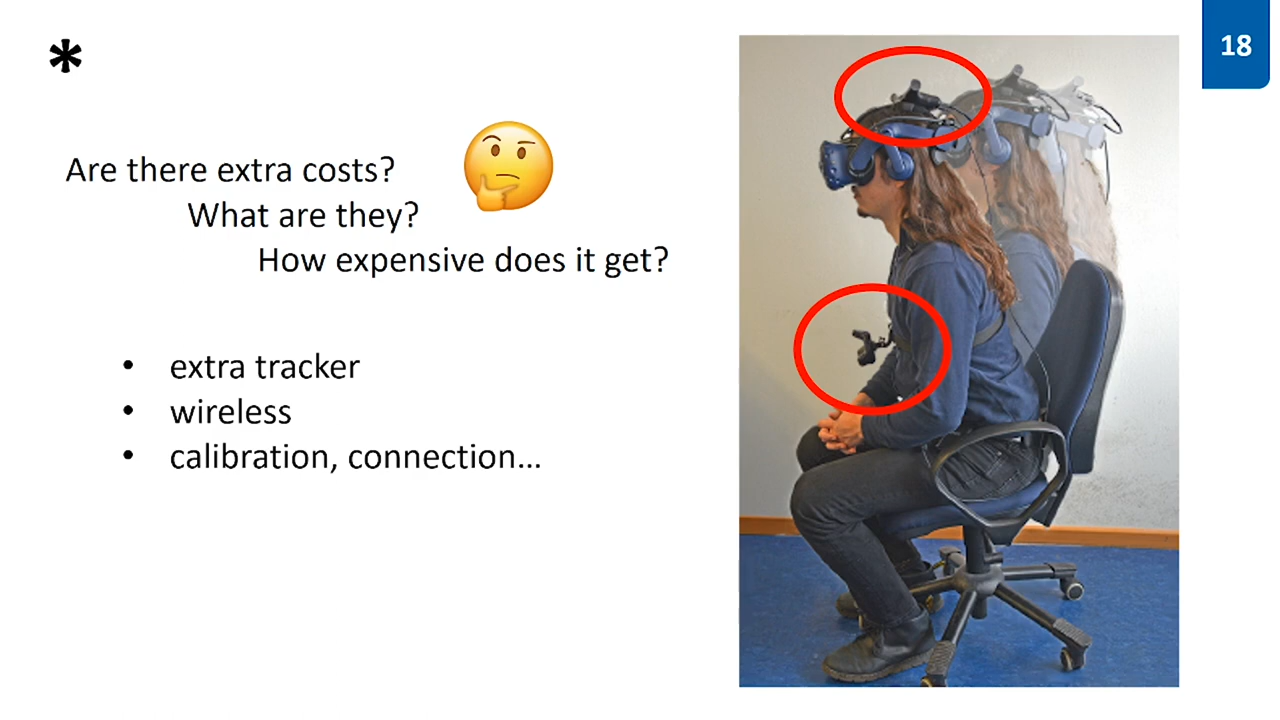 *
18
Are there extra costs?
What are they?
How expensive does it get?
• extra tracker
• wireless
• calibration, connection...